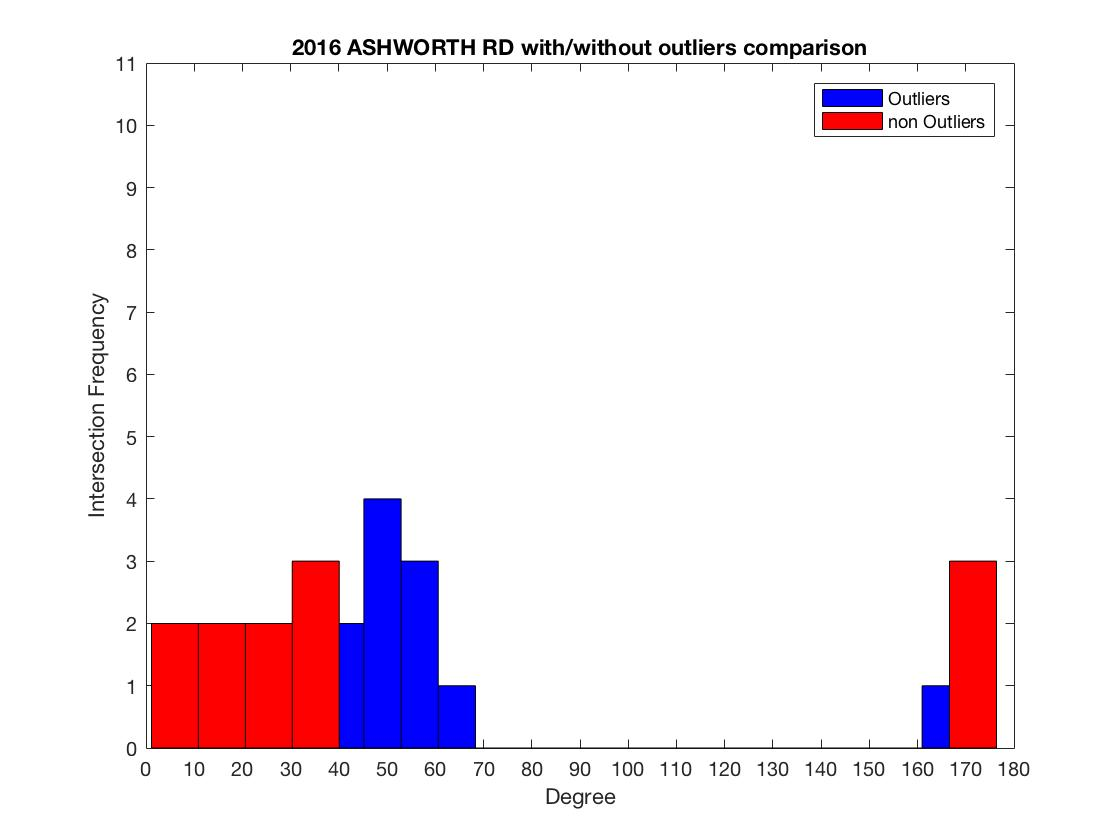 2016 ASHWORTH RD with/without outliers comparison
Outliers
non Outliers
11
10
9
8
7
6
5
4
3
2
1
0
Intersection Frequency
0 10 20 30 40 50 60 70 80 90 100 110 120 130 140 150 160 170 180
Degree